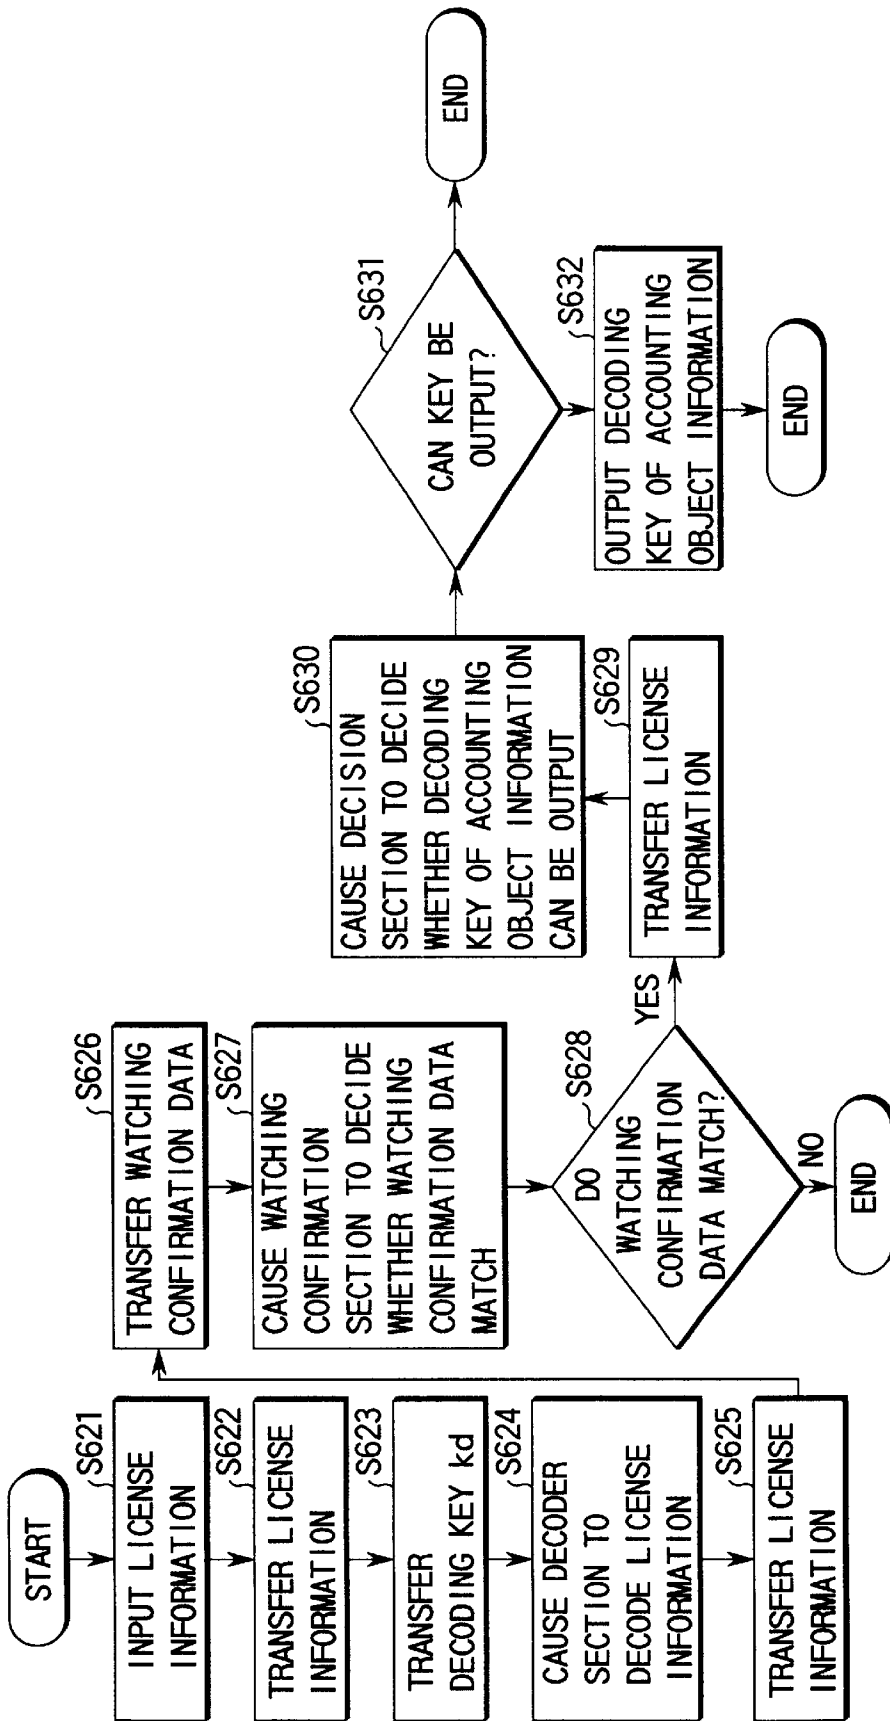 START
S621
INPUT LICENSE
INFORMATION
S622
TRANSFER LICENSE
INFORMATION
S623
TRANSFER
DECODING KEY kd
S624
CAUSE DECODER
SECTION TO
DECODE LICENSE
INFORMATION
S625
TRANSFER LICENSE
INFORMATION
S626
TRANSFER WATCHING
CONFIRMATION DATA
S627
CAUSE WATCHING
CONFIRMATION
SECTION TO DECIDE
WHETHER WATCHING
CONFIRMATION DATA
MATCH
S628
DO
WATCHING
CONFIRMATION
DATA MATCH?
YES
NO
END
S629
TRANSFER LICENSE
INFORMATION
S630
CAUSE DECISION
SECTION TO DECIDE
WHETHER DECODING
KEY OF ACCOUNTING
OBJECT INFORMATION
CAN BE OUTPUT
S631
CAN KEY BE
OUTPUT?
END
S632
OUTPUT DECODING
KEY OF ACCOUNTING
OBJECT INFORMATION
END